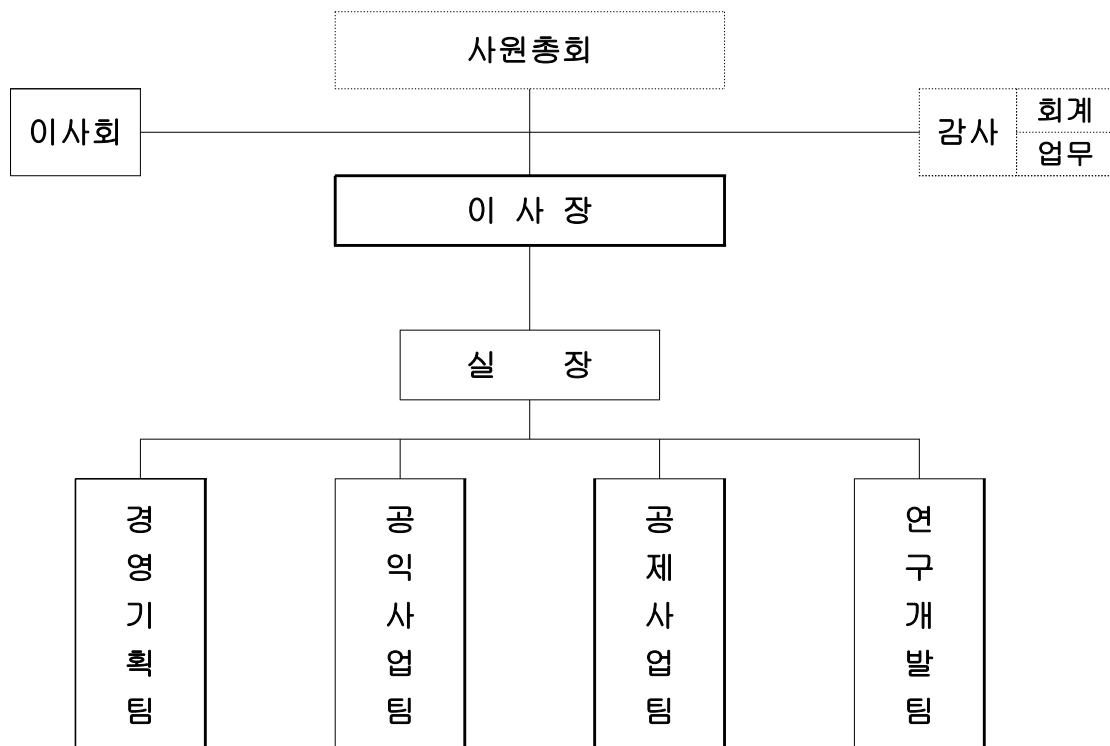 사원총회
이사회
감사
회계
업무
이 사 장
실 장
경영기획팀
공익사업팀
공제사업팀
연구개발팀